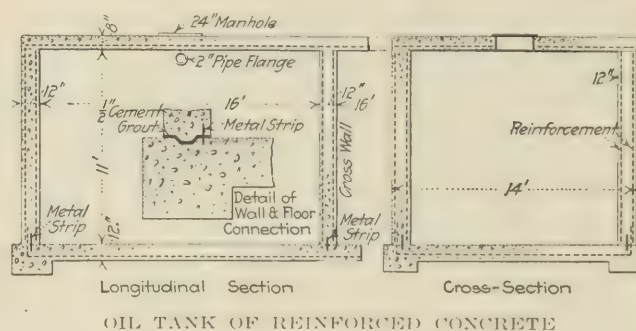 24" Manhole
8"
2" Pipe Flange
12"
12"
12"
½" Cement
Grout
16'
16'
Metal Strip
Cross Wall
Reinforcement
11'
14'
Detail of
Wall & Floor
Connection
Metal
Strip
12"
Metal
Strip
Longitudinal Section
Cross-Section
OIL TANK OF REINFORCED CONCRETE